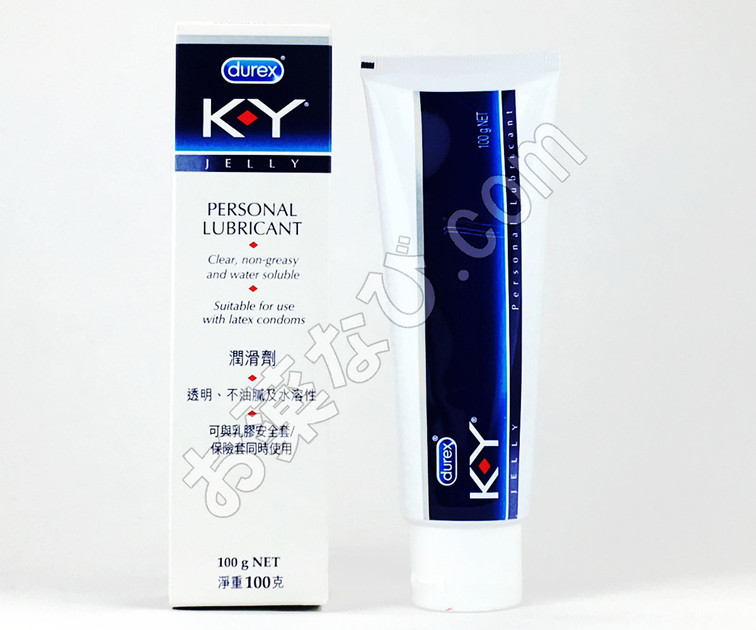 durex®
K♦Y®
JELLY
PERSONAL
LUBRICANT
Clear, non-greasy
and water soluble
Suitable for use
with latex condoms
潤滑劑
透明、不油膩及水溶性
可與乳膠安全套/
保險套同時使用
100 g NET
淨重100克
100 g NET
Personal Lubricant
durex®
K♦Y®
JELLY
お薬なび.com